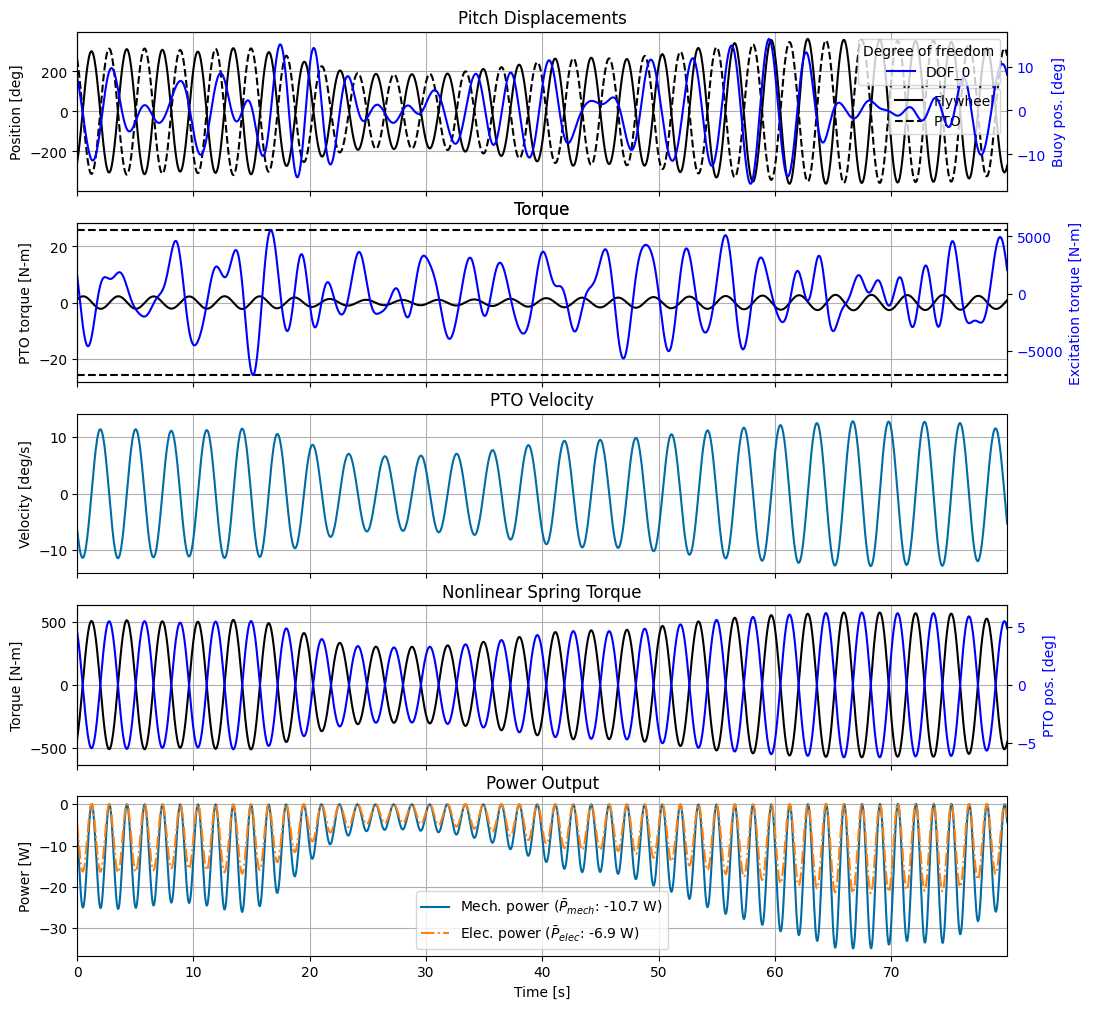 Pitch Displacements
Position [deg]
200
0
−200
Degree of freedom
DOF_0
Flywheel
PTO
10
0
−10
Buoy pos. [deg]
Torque
PTO torque [N-m]
20
0
−20
5000
0
−5000
Excitation torque [N-m]
PTO Velocity
Velocity [deg/s]
10
0
−10
Nonlinear Spring Torque
Torque [N-m]
500
0
−500
5
0
−5
PTO pos. [deg]
Power Output
Power [W]
0
−10
−20
−30
Mech. power (P̄mech: -10.7 W)
Elec. power (P̄elec: -6.9 W)
0 10 20 30 40 50 60 70
Time [s]